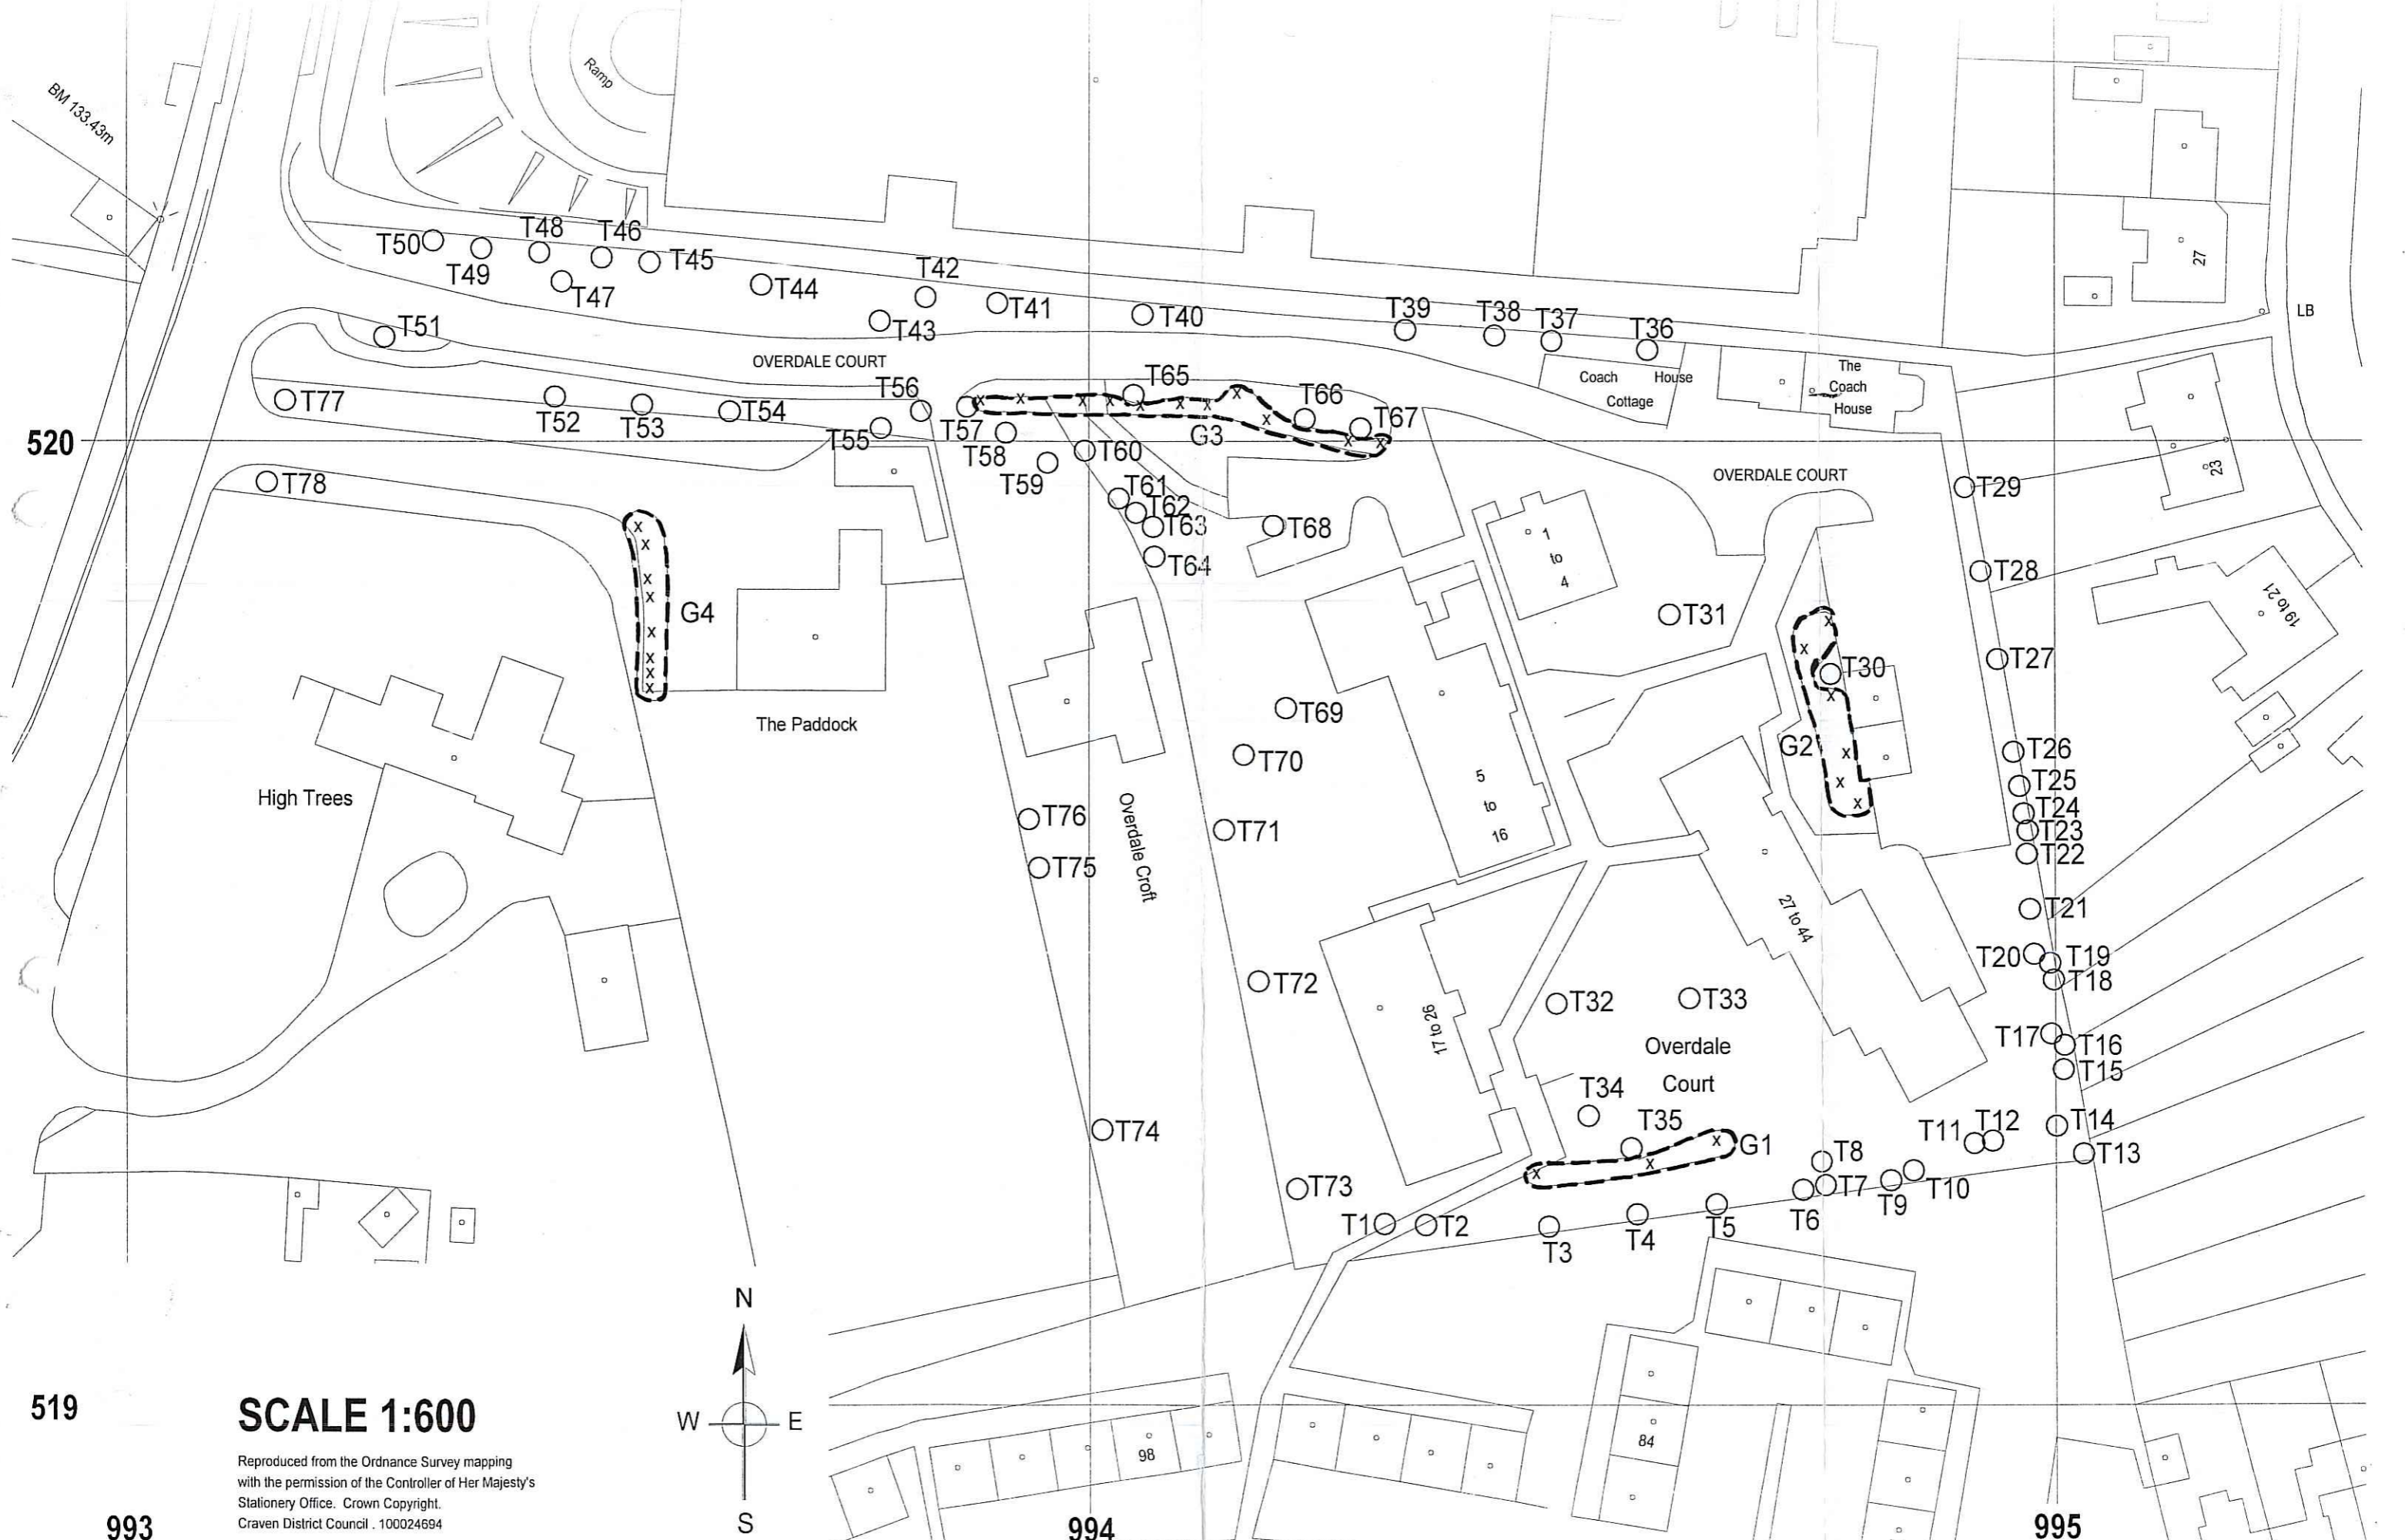 BM 133.43m
Ramp
T50
T49
T48
T47
T46
T45
T44
T43
T42
T41
T40
T39
T38
T37
T36
27
LB
T51
OVERDALE COURT
T56
T65
T66
T67
Coach House
Cottage
The
Coach
House
T77
T52
T53
T54
T55
T57
T58
T59
T60
G3
520
T78
T61
T62
T63
T64
T68
OVERDALE COURT
T29
23
1
to
4
T28
19 to 21
G4
T31
T30
T27
The Paddock
T69
T70
G2
T26
High Trees
T76
T75
Overdale Croft
T71
5
to
16
T25
T24
T23
T22
27 to 44
T21
T20
T19
T18
T72
17 to 26
T32
T33
Overdale
Court
T17
T16
T15
T34
T35
G1
T74
T73
T1
T2
T3
T4
T5
T6
T7
T8
T9
T10
T11
T12
T14
T13
N
W E
S
519
SCALE 1:600
Reproduced from the Ordnance Survey mapping
with the permission of the Controller of Her Majesty's
Stationery Office. Crown Copyright.
Craven District Council . 100024694
98
84
993
994
995